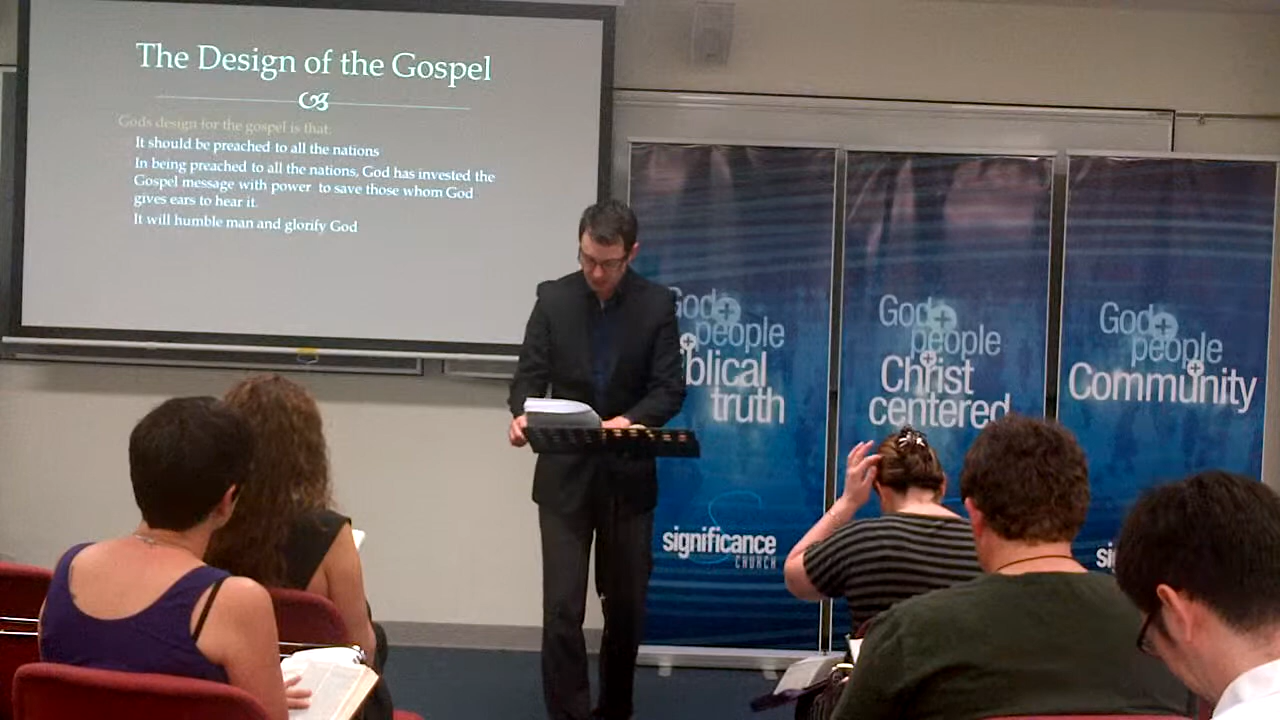 The Design of the Gospel
Gods design for the gospel is that:
It should be preached to all the nations
In being preached to all the nations, God has invested the
Gospel message with power to save those whom God
gives ears to hear it.
It will humble man and glorify God
God+
people
+
blical
truth
significance
CHURCH
God+
people
+
Christ
centered
God+
people
+
Community
si